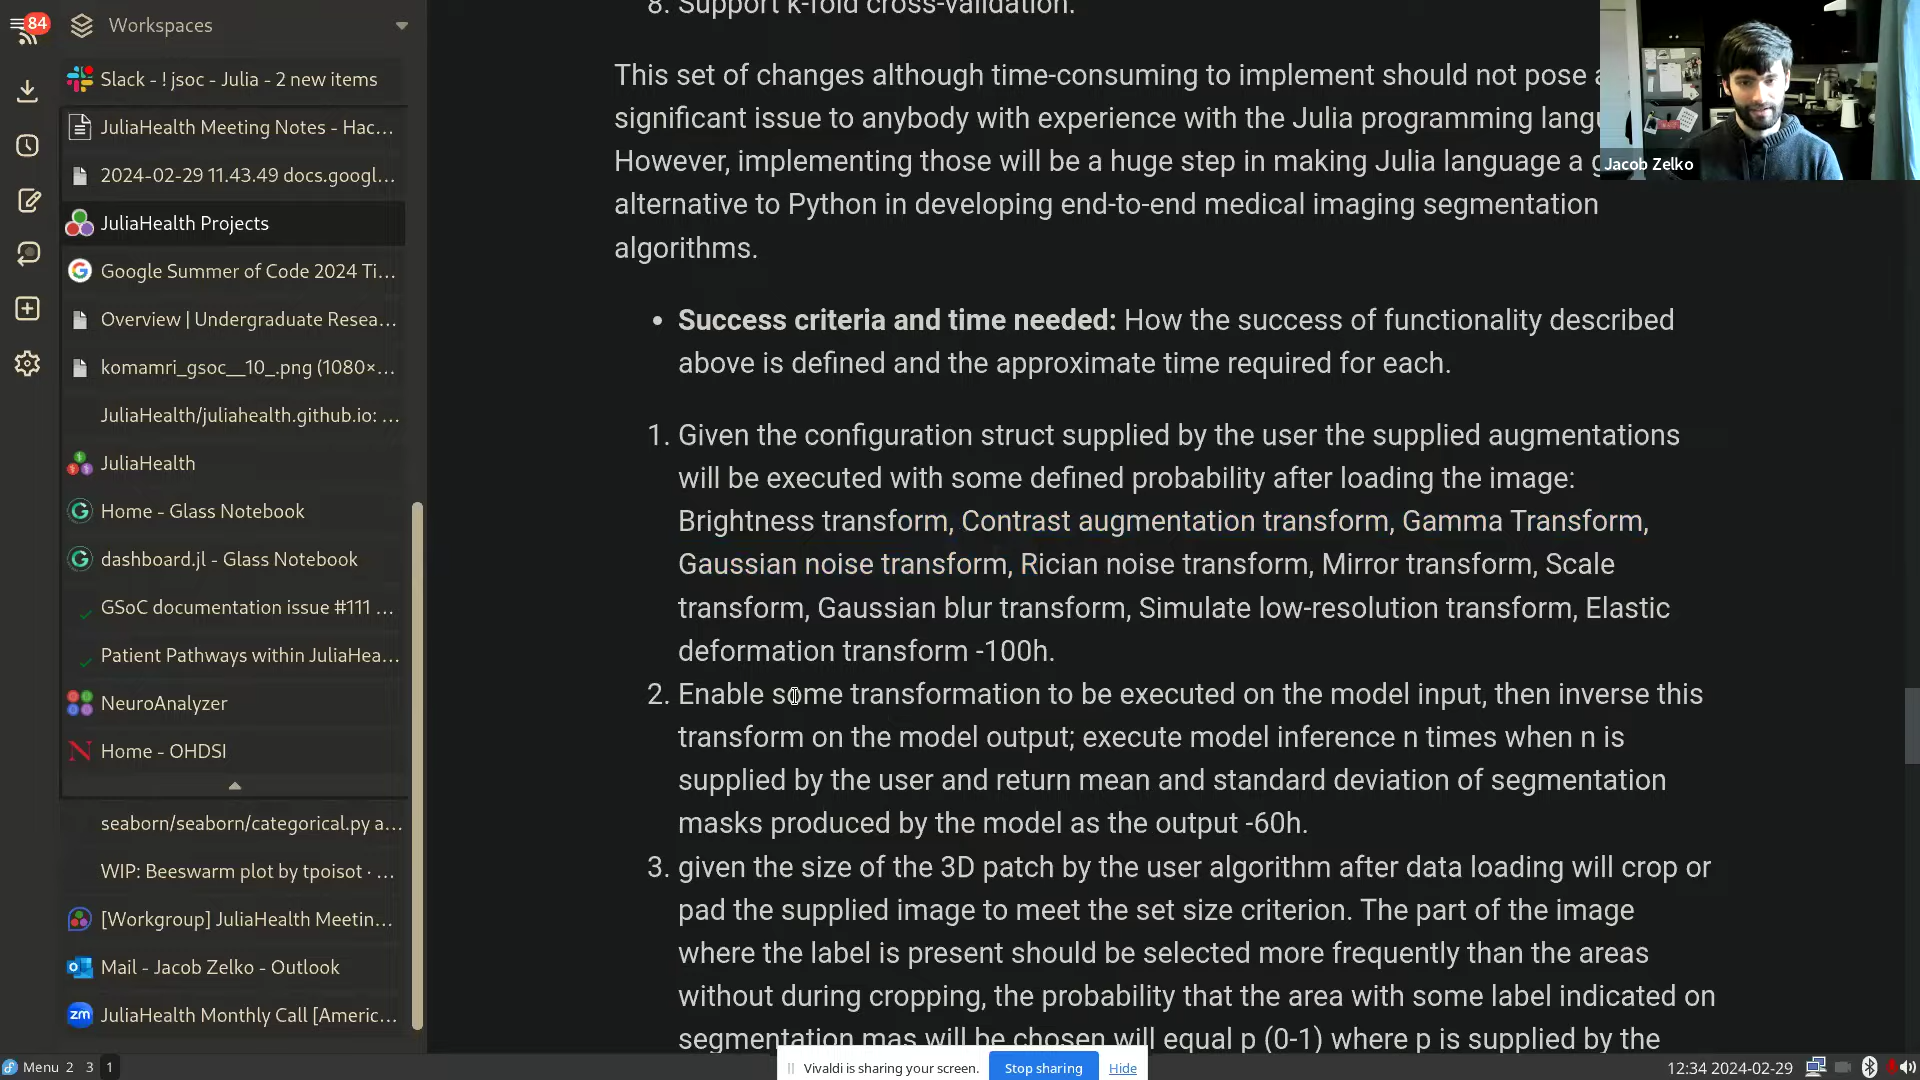 84
Workspaces
Slack - ! jsoc - Julia - 2 new items
JuliaHealth Meeting Notes - Hac...
2024-02-29 11.43.49 docs.googl...
JuliaHealth Projects
Google Summer of Code 2024 Ti...
Overview | Undergraduate Resea...
komamri_gsoc__10_.png (1080×...
JuliaHealth/juliahealth.github.io: ...
JuliaHealth
Home - Glass Notebook
dashboard.jl - Glass Notebook
GSoC documentation issue #111 ...
Patient Pathways within JuliaHea...
NeuroAnalyzer
Home - OHDSI
seaborn/seaborn/categorical.py a...
WIP: Beeswarm plot by tpoisot · ...
[Workgroup] JuliaHealth Meetin...
Mail - Jacob Zelko - Outlook
zm JuliaHealth Monthly Call [Americ...
8. Support k-fold cross-validation.
This set of changes although time-consuming to implement should not pose a
significant issue to anybody with experience with the Julia programming langu
However, implementing those will be a huge step in making Julia language a g
alternative to Python in developing end-to-end medical imaging segmentation
algorithms.
• Success criteria and time needed: How the success of functionality described
above is defined and the approximate time required for each.
1. Given the configuration struct supplied by the user the supplied augmentations
will be executed with some defined probability after loading the image:
Brightness transform, Contrast augmentation transform, Gamma Transform,
Gaussian noise transform, Rician noise transform, Mirror transform, Scale
transform, Gaussian blur transform, Simulate low-resolution transform, Elastic
deformation transform -100h.
2. Enable some transformation to be executed on the model input, then inverse this
transform on the model output; execute model inference n times when n is
supplied by the user and return mean and standard deviation of segmentation
masks produced by the model as the output -60h.
3. given the size of the 3D patch by the user algorithm after data loading will crop or
pad the supplied image to meet the set size criterion. The part of the image
where the label is present should be selected more frequently than the areas
without during cropping, the probability that the area with some label indicated on
segmentation mas will be chosen will equal p (0-1) where p is supplied by the
Jacob Zelko
Menu 2 3 1
Vivaldi is sharing your screen. Stop sharing Hide
12:34 2024-02-29